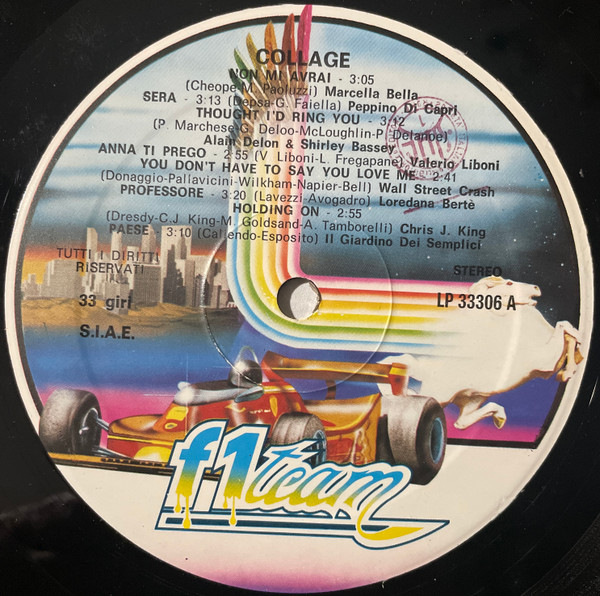 COLLAGE
NON MI AVRAI - 3:05
(Cheope-M. Paoluzzi) Marcella Bella
SERA - 3:13 (Depsa-G. Faiella) Peppino Di Capri
THOUGHT I'D RING YOU - 3:12
(P. Marchese-G. Deloo-McLoughlin-P. Delanoe)
Alain Delon & Shirley Bassey
ANNA TI PREGO - 2:55 (V. Liboni-L. Fregapane) Valerio Liboni
YOU DON'T HAVE TO SAY YOU LOVE ME - 2:41
(Donaggio-Pallavicini-Wilkham-Napier-Bell) Wall Street Crash
PROFESSORE - 3:20 (Lavezzi-Avogadro) Loredana Bertè
HOLDING ON - 2:55
(Dresdy-C.J. King-M. Goldsand-A. Tamborelli) Chris J. King
PAESE - 3:10 (Caliendo-Esposito) Il Giardino Dei Semplici
TUTTI I DIRITTI
RISERVATI
STEREO
33 giri
LP 33306 A
S.I.A.E.
f1 team